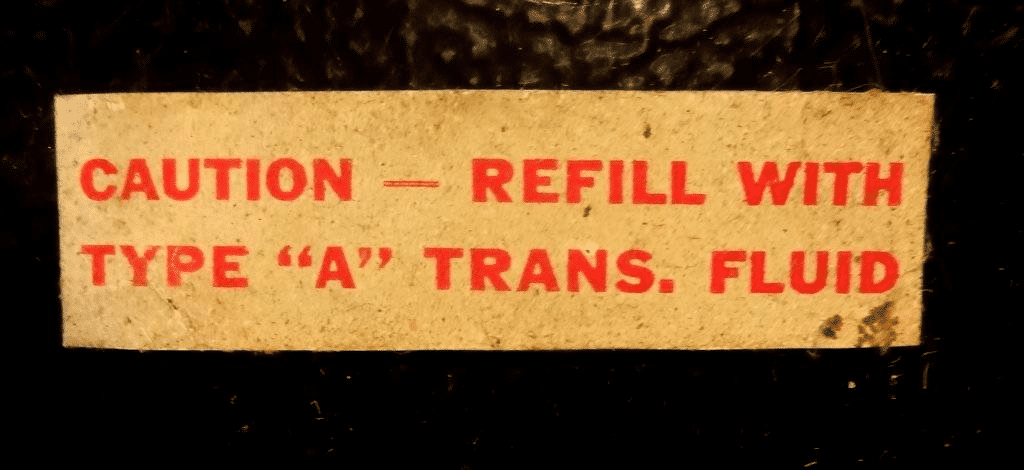 CAUTION — REFILL WITH
TYPE “A” TRANS. FLUID